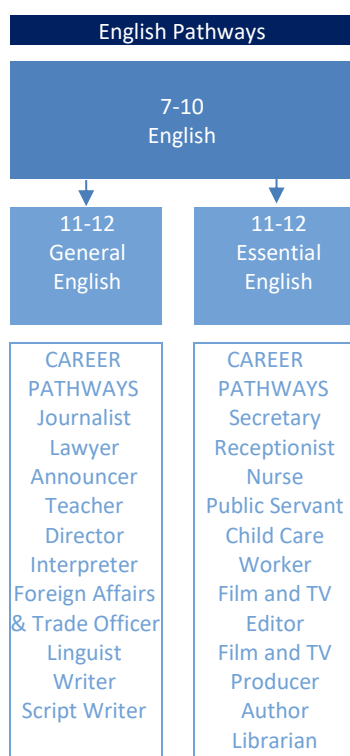 English Pathways
7-10
English
11-12
General
English
11-12
Essential
English
CAREER
PATHWAYS
Journalist
Lawyer
Announcer
Teacher
Director
Interpreter
Foreign Affairs
& Trade Officer
Linguist
Writer
Script Writer
CAREER
PATHWAYS
Secretary
Receptionist
Nurse
Public Servant
Child Care
Worker
Film and TV
Editor
Film and TV
Producer
Author
Librarian